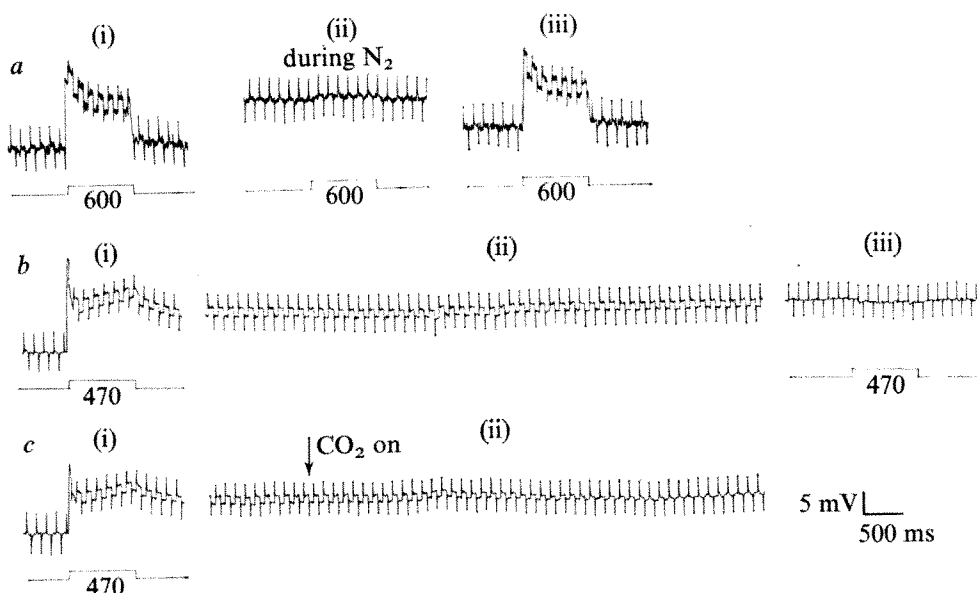 (i) (ii) (iii)
a during N₂
600 600 600
b (i) (ii) (iii)
470 470
c (i) CO₂ on (ii)
5 mV
500 ms
470